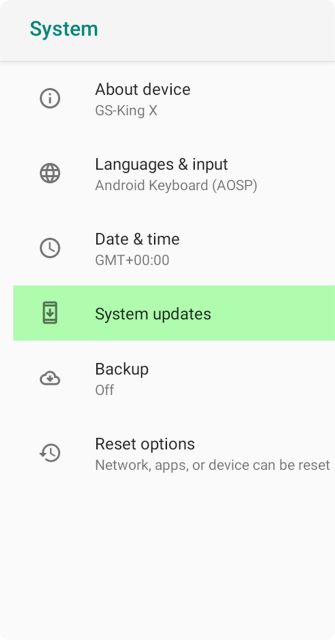 System
About device
GS-King X
Languages & input
Android Keyboard (AOSP)
Date & time
GMT+00:00
System updates
Backup
Off
Reset options
Network, apps, or device can be reset